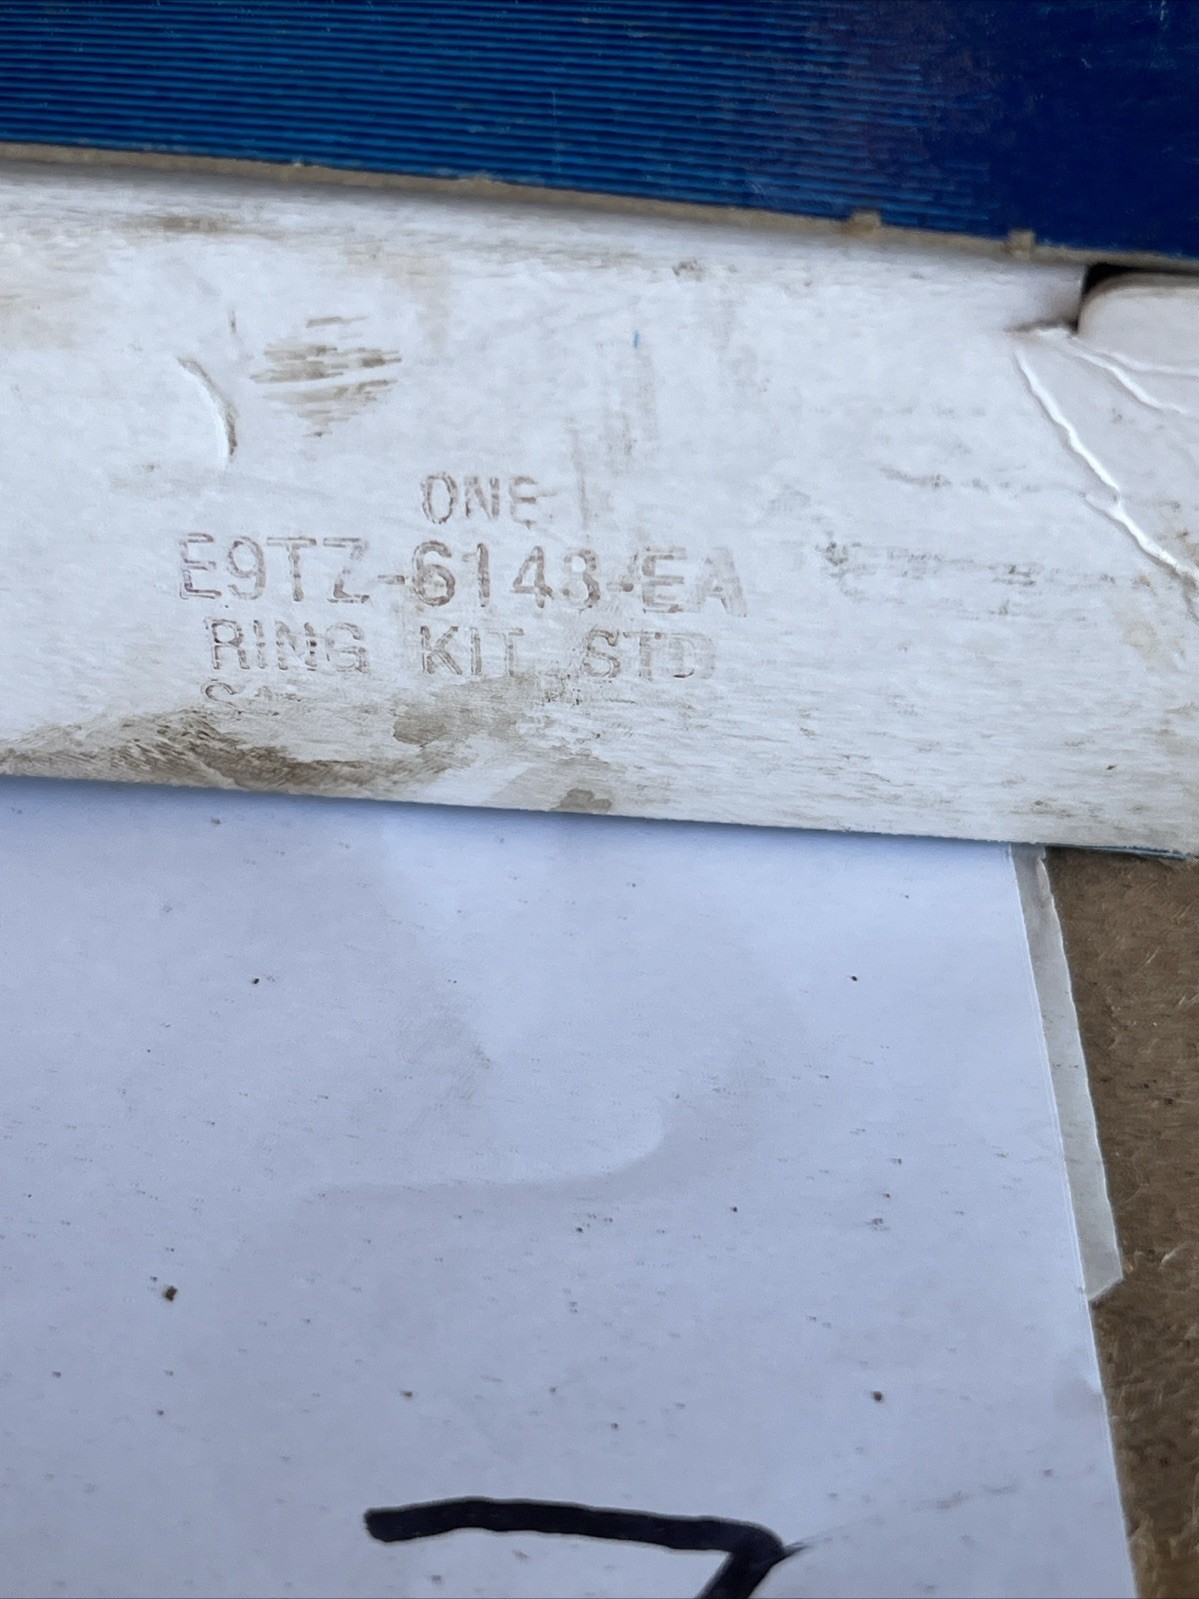 ONE
E9TZ-6148-EA
RING KIT STD